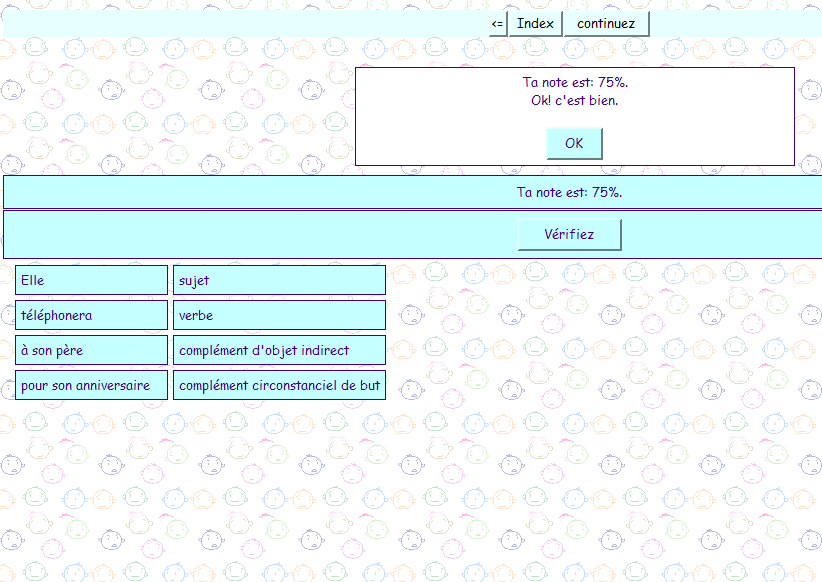 <= Index continuez
Ta note est: 75%.
Ok! c'est bien.
OK
Ta note est: 75%.
Vérifiez
Elle sujet
téléphonera verbe
à son père complément d'objet indirect
pour son anniversaire complément circonstanciel de but